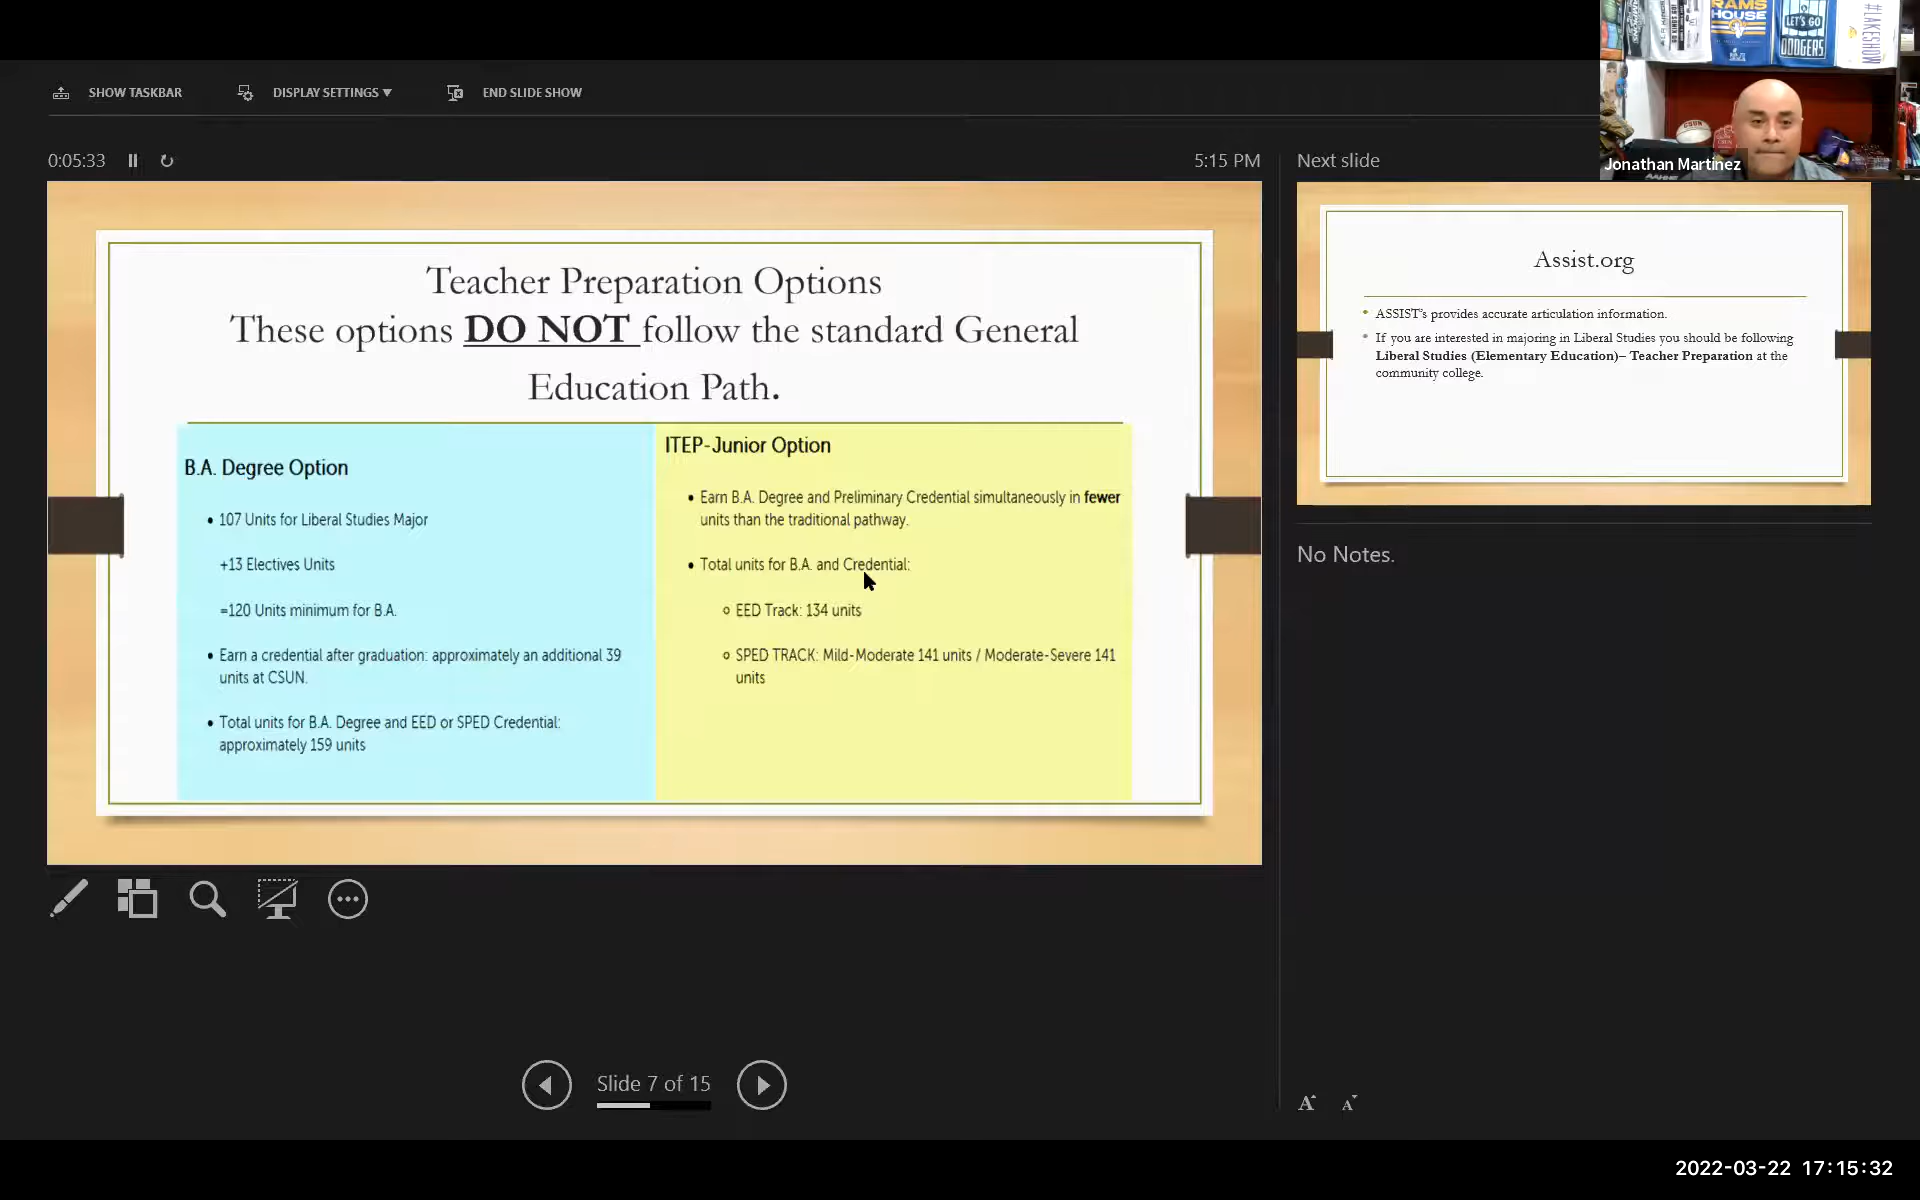 RAMS
HOUSE
LET'S GO
DODGERS
#LAKESHOW
CSUN
Jonathan Martinez
SHOW TASKBAR
DISPLAY SETTINGS ▼
END SLIDE SHOW
0:05:33
5:15 PM
Teacher Preparation Options
These options DO NOT follow the standard General
Education Path.
B.A. Degree Option
• 107 Units for Liberal Studies Major
+13 Electives Units
=120 Units minimum for B.A.
• Earn a credential after graduation: approximately an additional 39
units at CSUN.
• Total units for B.A. Degree and EED or SPED Credential:
approximately 159 units
ITEP-Junior Option
• Earn B.A. Degree and Preliminary Credential simultaneously in fewer
units than the traditional pathway.
• Total units for B.A. and Credential:
o EED Track: 134 units
o SPED TRACK: Mild-Moderate 141 units / Moderate-Severe 141
units
Next slide
Assist.org
• ASSIST's provides accurate articulation information.
• If you are interested in majoring in Liberal Studies you should be following
Liberal Studies (Elementary Education)– Teacher Preparation at the
community college.
No Notes.
Slide 7 of 15
A A
2022-03-22 17:15:32